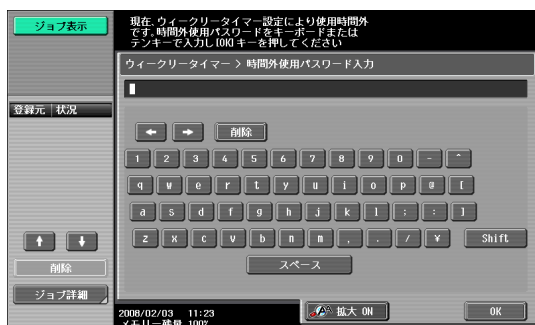 ジョブ表示
現在、ウィークリータイマー設定により使用時間外
です。時間外使用パスワードをキーボードまたは
テンキーで入力し[OK]キーを押してください
ウィークリータイマー > 時間外使用パスワード入力
登録元 状況
← → 削除
1 2 3 4 5 6 7 8 9 0 - ^
q w e r t y u i o p @ [
a s d f g h j k l ; : ]
z x c v b n m , . / ¥ Shift
スペース
↑ ↓
削除
ジョブ詳細
2008/02/03 11:23
メモリー残量 100%
拡大 ON
OK